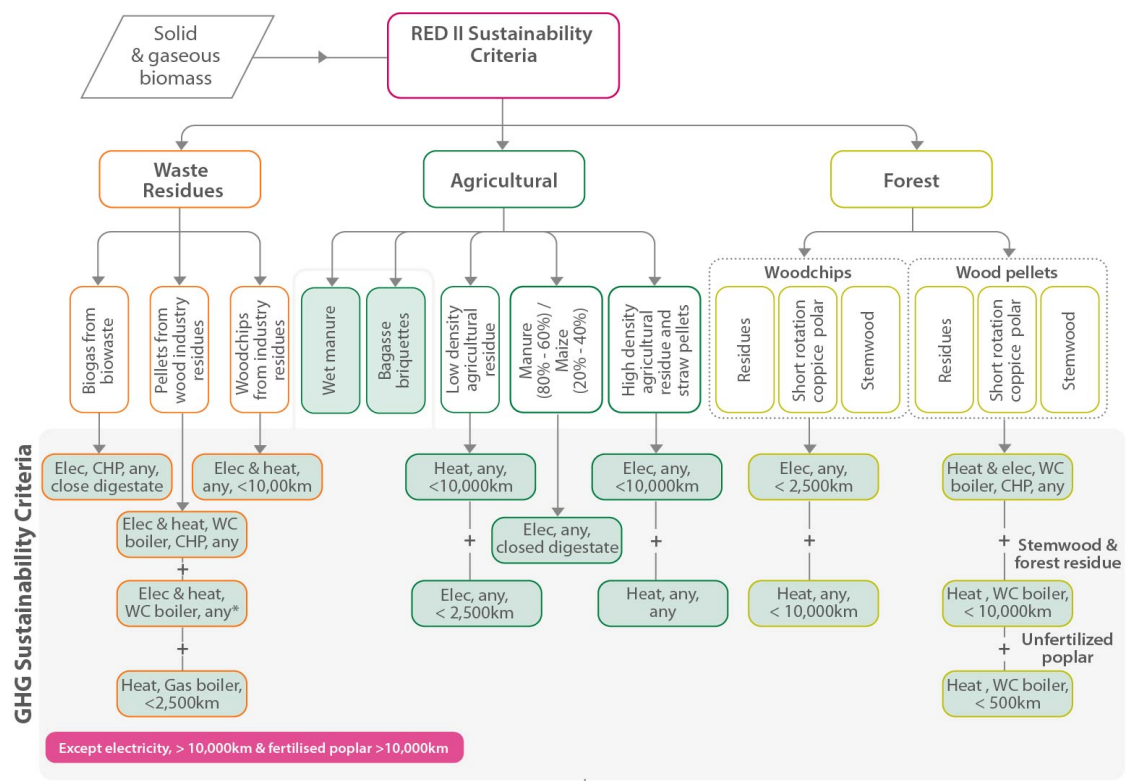 Solid
& gaseous
biomass
RED II Sustainability
Criteria
Waste
Residues
Agricultural
Forest
Biogas from
biowaste
Pellets from
wood industry
residues
Woodchips
from industry
residues
Wet manure
Bagasse
briquettes
Low density
agricultural
residue
Manure
(80% - 60%) /
Maize
(20% - 40%)
High density
agricultural
residue and
straw pellets
Woodchips
Residues
Short rotation
coppice polar
Stemwood
Wood pellets
Residues
Short rotation
coppice polar
Stemwood
GHG Sustainability Criteria
Elec, CHP, any,
close digestate
Elec & heat,
any, <10,00km
Heat, any,
<10,000km
Elec, any,
<10,000km
Elec, any,
< 2,500km
Heat & elec, WC
boiler, CHP, any
Elec & heat, WC
boiler, CHP, any
+
Elec & heat,
WC boiler, any*
+
Heat, Gas boiler,
<2,500km
+
Elec, any,
closed digestate
+
+
+
Stemwood &
forest residue
Elec, any,
< 2,500km
Heat, any,
any
Heat, any,
< 10,000km
Heat , WC boiler,
< 10,000km
+
Unfertilized
poplar
Heat , WC boiler,
< 500km
Except electricity, > 10,000km & fertilised poplar >10,000km